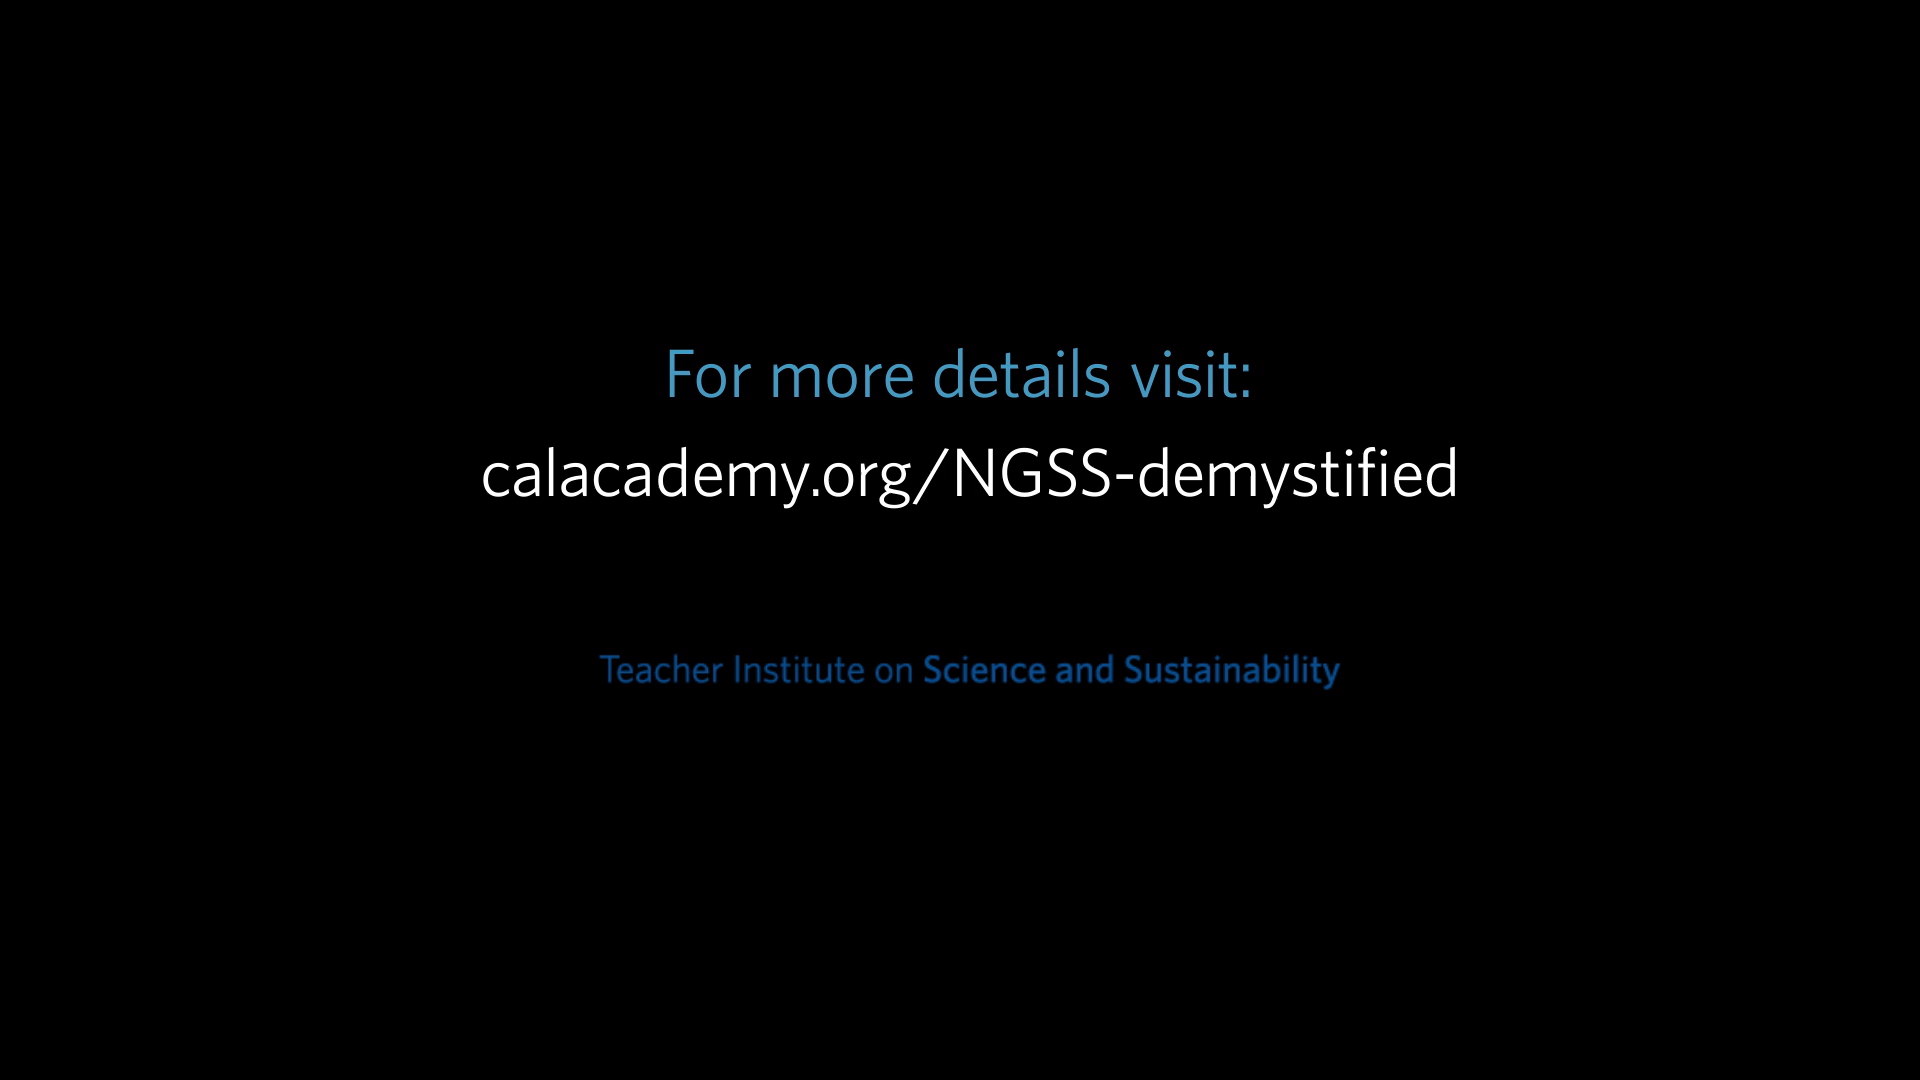 For more details visit:
calacademy.org/NGSS-demystified
Teacher Institute on Science and Sustainability